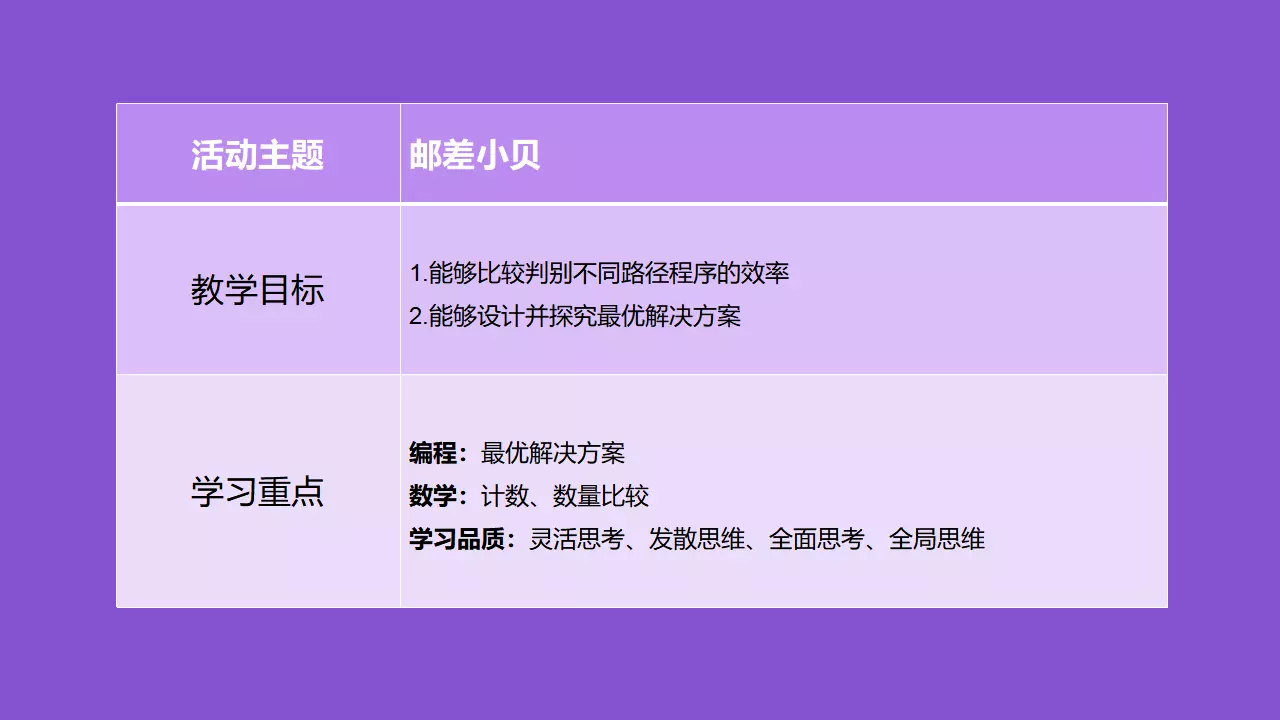 活动主题
邮差小贝
教学目标
1.能够比较判别不同路径程序的效率
2.能够设计并探究最优解决方案
学习重点
编程：最优解决方案
数学：计数、数量比较
学习品质：灵活思考、发散思维、全面思考、全局思维